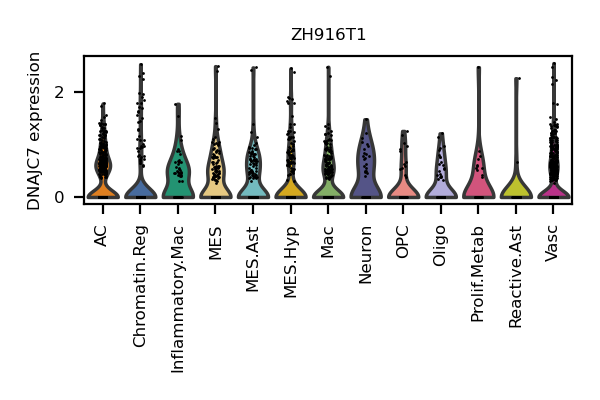 ZH916T1
DNAJC7 expression
2
0
AC
Chromatin.Reg
Inflammatory.Mac
MES
MES.Ast
MES.Hyp
Mac
Neuron
OPC
Oligo
Prolif.Metab
Reactive.Ast
Vasc